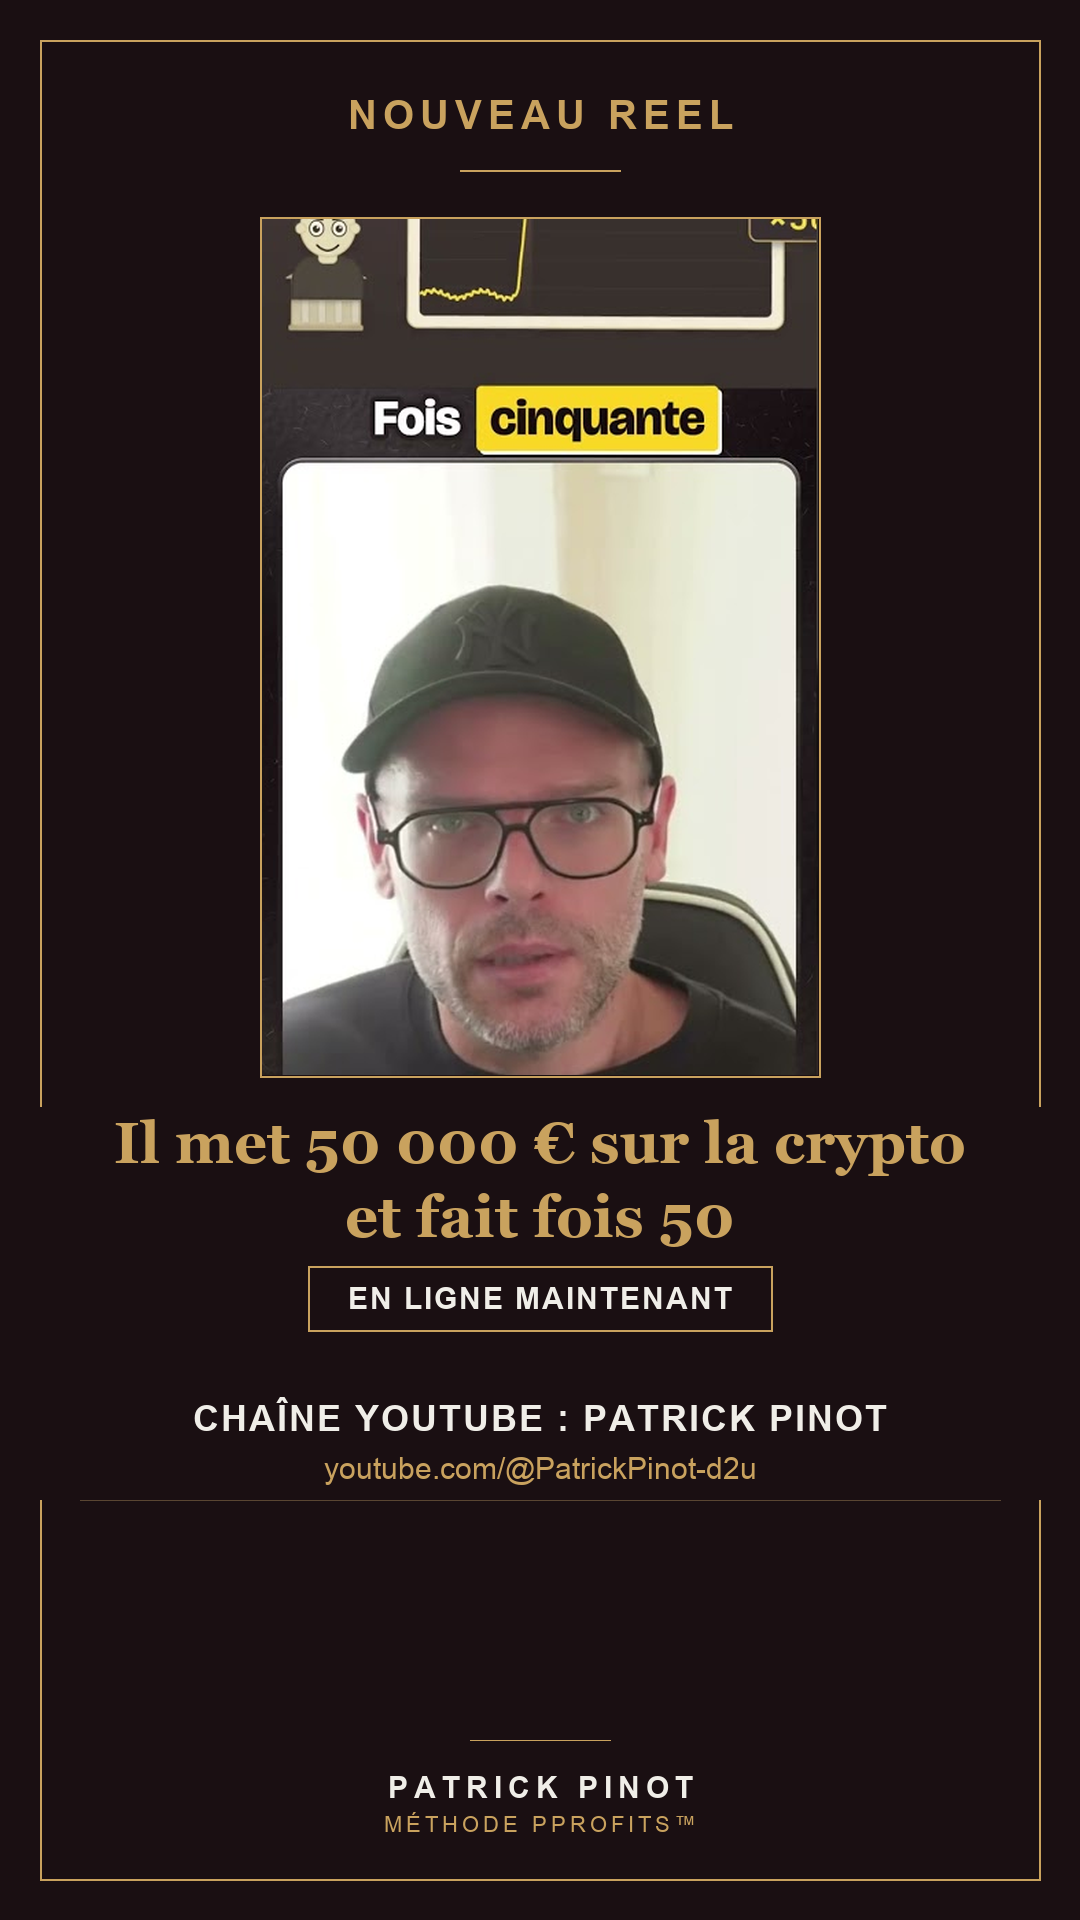 NOUVEAU REEL
Fois cinquante
NY
Il met 50 000 € sur la crypto
et fait fois 50
EN LIGNE MAINTENANT
CHAÎNE YOUTUBE : PATRICK PINOT
youtube.com/@PatrickPinot-d2u
PATRICK PINOT
MÉTHODE PPROFITS™